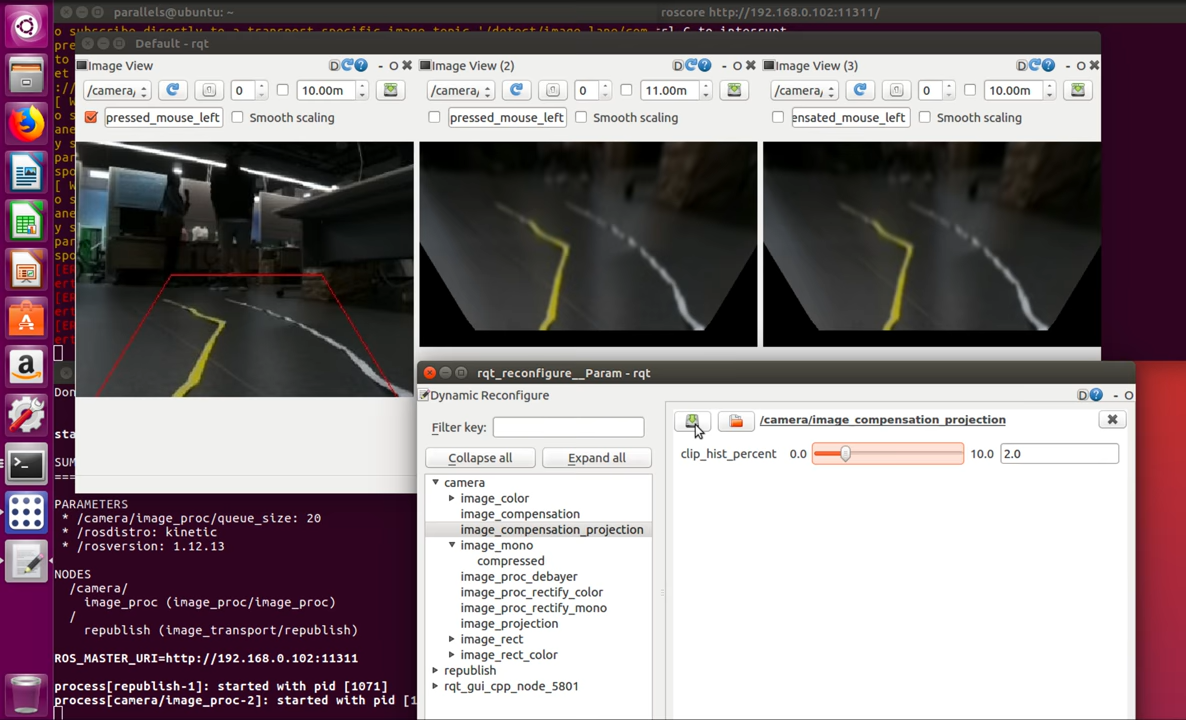 parallels@ubuntu: ~
roscore http://192.168.0.102:11311/
Default - rqt
Image View
D
- O
Image View (2)
D
- O
Image View (3)
D
- O
/camera,
0
10.00m
/camera,
0
11.00m
/camera,
0
10.00m
pressed_mouse_left
Smooth scaling
pressed_mouse_left
Smooth scaling
ensated_mouse_left
Smooth scaling
rqt_reconfigure__Param - rqt
Dynamic Reconfigure
D
- O
Filter key:
Collapse all
Expand all
camera
image_color
image_compensation
image_compensation_projection
image_mono
compressed
image_proc_debayer
image_proc_rectify_color
image_proc_rectify_mono
image_projection
image_rect
image_rect_color
republish
rqt_gui_cpp_node_5801
/camera/image_compensation_projection
clip_hist_percent
0.0
10.0
2.0
Don
sta
SUM
PARAMETERS
* /camera/image_proc/queue_size: 20
* /rosdistro: kinetic
* /rosversion: 1.12.13
NODES
/camera/
image_proc (image_proc/image_proc)
/
republish (image_transport/republish)
ROS_MASTER_URI=http://192.168.0.102:11311
process[republish-1]: started with pid [1071]
process[camera/image_proc-2]: started with pid [1